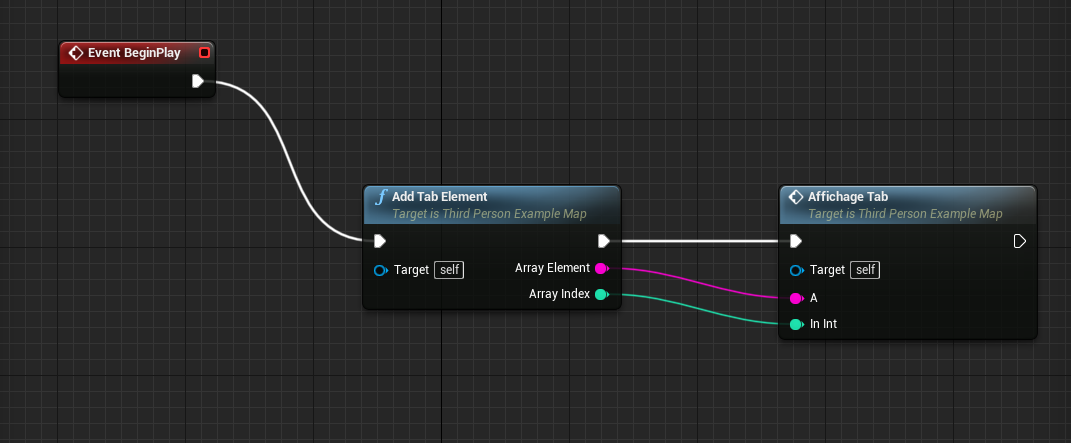 Event BeginPlay
f Add Tab Element
Target is Third Person Example Map
Target self
Array Element
Array Index
Affichage Tab
Target is Third Person Example Map
Target self
A
In Int